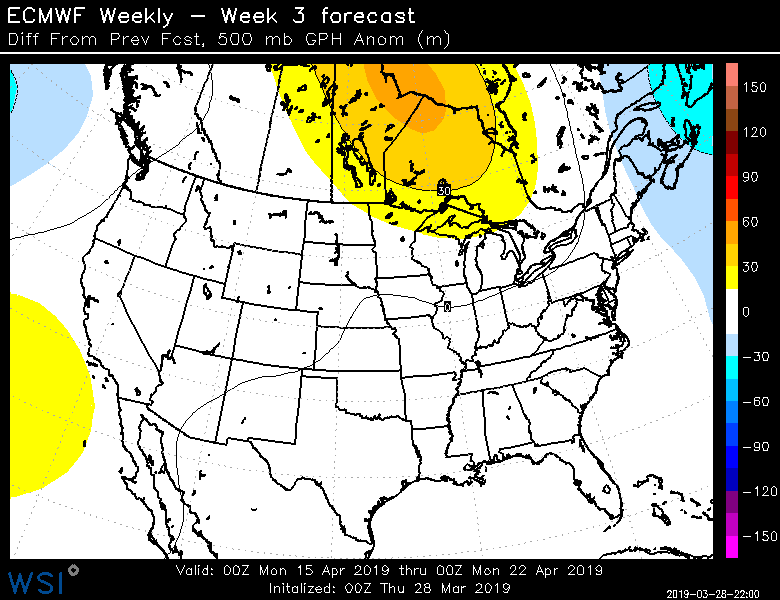 ECMWF Weekly – Week 3 forecast
Diff From Prev Fcst, 500 mb GPH Anom (m)
150
120
90
60
30
0
−30
−60
−90
−120
−150
30
0
Valid: 00Z Mon 15 Apr 2019 thru 00Z Mon 22 Apr 2019
Initalized: 00Z Thu 28 Mar 2019
WSI
2019-03-28-22:00